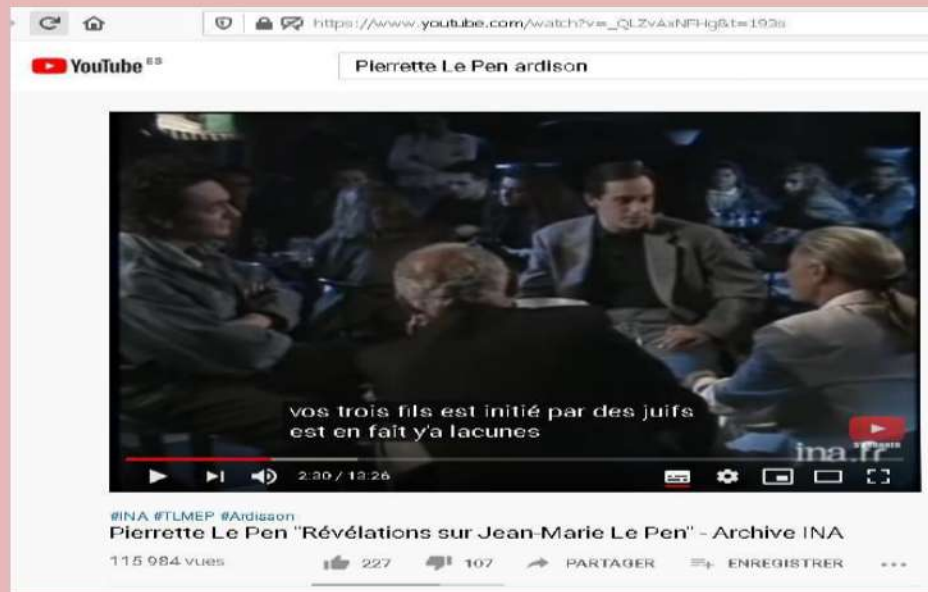 https://www.youtube.com/watch?v=_QLZvAxNFHg&t=193s
YouTube ES
Pierrette Le Pen ardison
vos trois fils est initié par des juifs
est en fait y'a lacunes
ina.fr
2:30 / 13:26
#INA #TLMEP #Ardisson
Pierrette Le Pen "Révélations sur Jean-Marie Le Pen" - Archive INA
115 984 vues
227
107
PARTAGER
ENREGISTRER